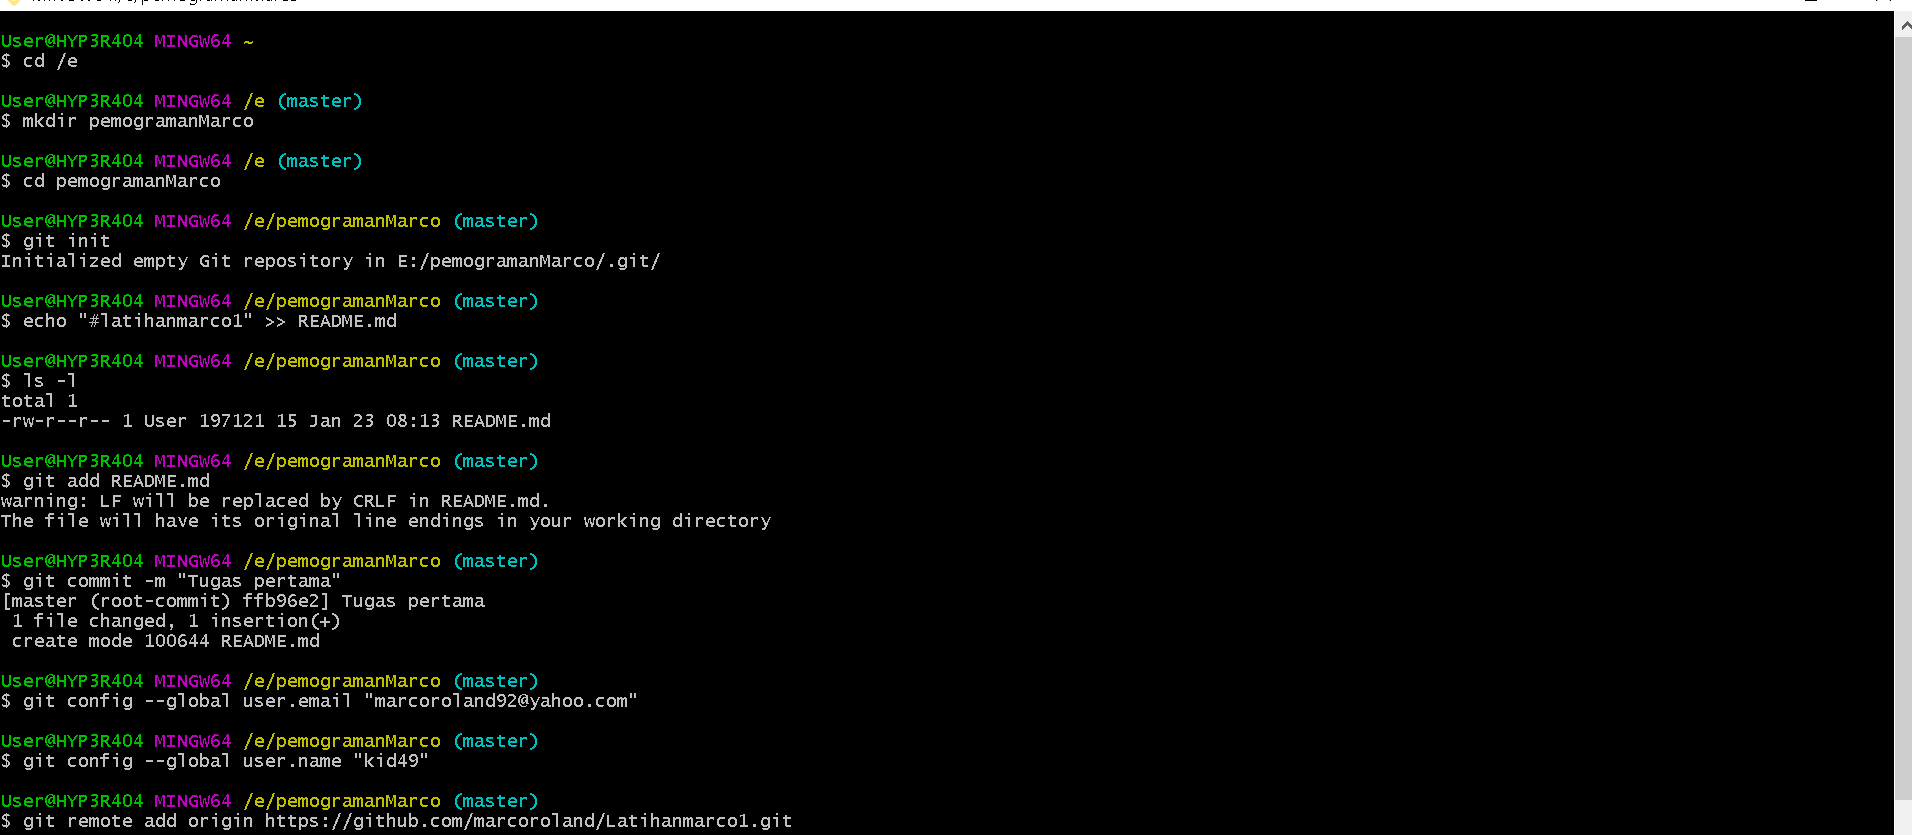 User@HYP3R404 MINGW64 ~
$ cd /e
User@HYP3R404 MINGW64 /e (master)
$ mkdir pemogramanMarco
User@HYP3R404 MINGW64 /e (master)
$ cd pemogramanMarco
User@HYP3R404 MINGW64 /e/pemogramanMarco (master)
$ git init
Initialized empty Git repository in E:/pemogramanMarco/.git/
User@HYP3R404 MINGW64 /e/pemogramanMarco (master)
$ echo "#latihanmarco1" >> README.md
User@HYP3R404 MINGW64 /e/pemogramanMarco (master)
$ ls -l
total 1
-rw-r--r-- 1 User 197121 15 Jan 23 08:13 README.md
User@HYP3R404 MINGW64 /e/pemogramanMarco (master)
$ git add README.md
warning: LF will be replaced by CRLF in README.md.
The file will have its original line endings in your working directory
User@HYP3R404 MINGW64 /e/pemogramanMarco (master)
$ git commit -m "Tugas pertama"
[master (root-commit) ffb96e2] Tugas pertama
1 file changed, 1 insertion(+)
create mode 100644 README.md
User@HYP3R404 MINGW64 /e/pemogramanMarco (master)
$ git config --global user.email "marcoroland92@yahoo.com"
User@HYP3R404 MINGW64 /e/pemogramanMarco (master)
$ git config --global user.name "kid49"
User@HYP3R404 MINGW64 /e/pemogramanMarco (master)
$ git remote add origin https://github.com/marcoroland/Latihanmarco1.git